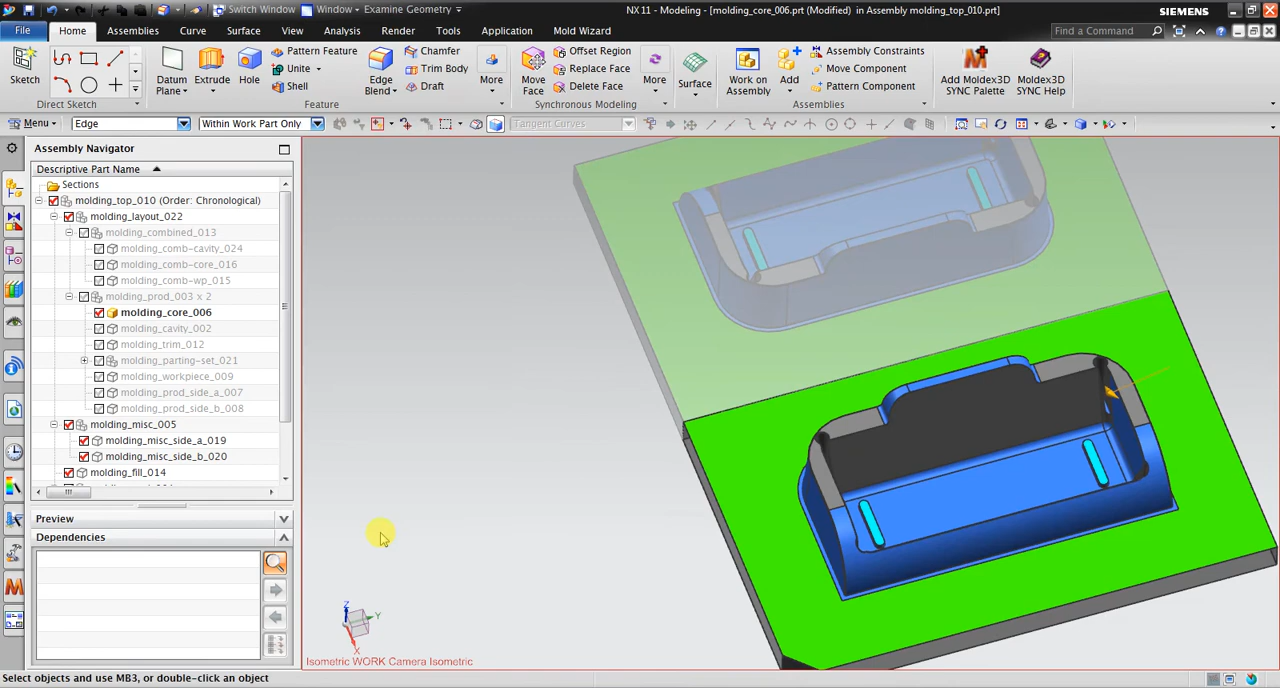 Switch Window Window Examine Geometry NX 11 - Modeling - [molding_core_006.prt (Modified) in Assembly molding_top_010.prt] SIEMENS
File Home Assemblies Curve Surface View Analysis Render Tools Application Mold Wizard Find a Command
Sketch
Direct Sketch
Datum Plane
Extrude
Hole
Pattern Feature
Unite
Shell
Edge Blend
Chamfer
Trim Body
Draft
More
Feature
Move Face
Offset Region
Replace Face
Delete Face
More
Synchronous Modeling
Surface
Work on Assembly
Add
Assembly Constraints
Move Component
Pattern Component
Assemblies
Add Moldex3D SYNC Palette
Moldex3D SYNC Help
Menu Edge Within Work Part Only Tangent Curves
Assembly Navigator
Descriptive Part Name
Sections
molding_top_010 (Order: Chronological)
molding_layout_022
molding_combined_013
molding_comb-cavity_024
molding_comb-core_016
molding_comb-wp_015
molding_prod_003 x 2
molding_core_006
molding_cavity_002
molding_trim_012
molding_parting-set_021
molding_workpiece_009
molding_prod_side_a_007
molding_prod_side_b_008
molding_misc_005
molding_misc_side_a_019
molding_misc_side_b_020
molding_fill_014
Preview
Dependencies
Z
Y
X
Isometric WORK Camera Isometric
Select objects and use MB3, or double-click an object